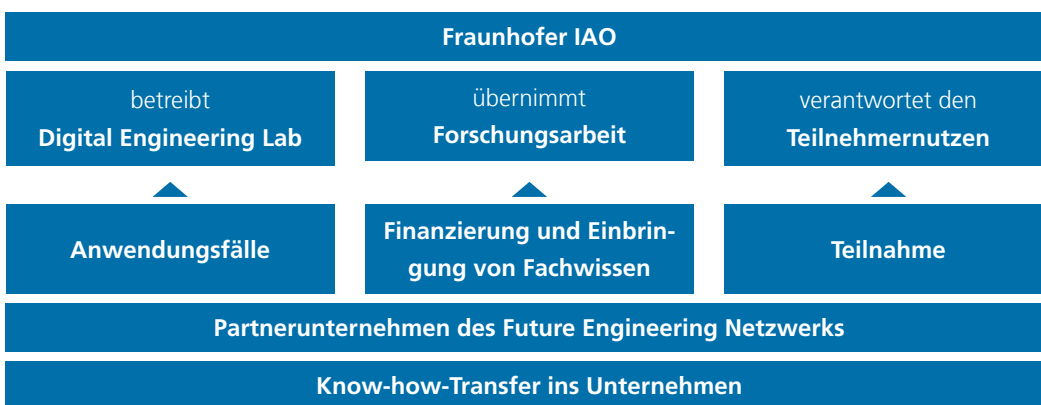 Fraunhofer IAO
betreibt
Digital Engineering Lab
übernimmt
Forschungsarbeit
verantwortet den
Teilnehmernutzen
Anwendungsfälle
Finanzierung und Einbrin-
gung von Fachwissen
Teilnahme
Partnerunternehmen des Future Engineering Netzwerks
Know-how-Transfer ins Unternehmen